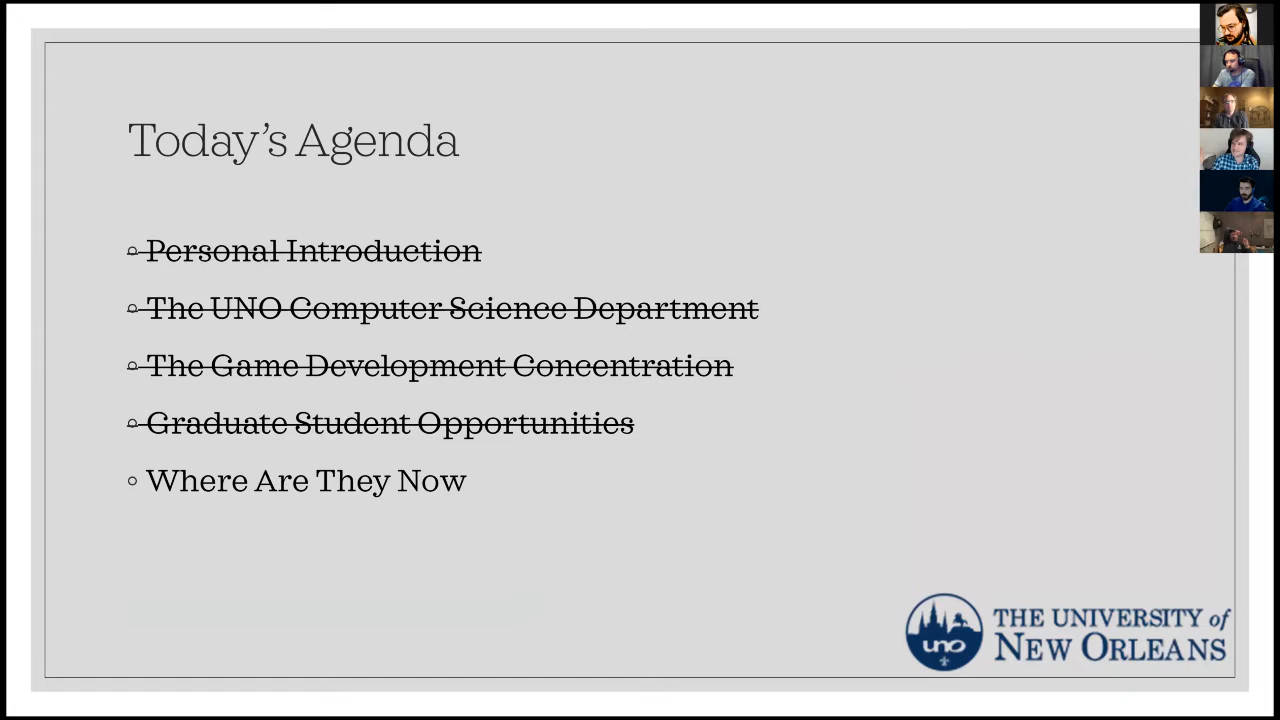 Today's Agenda
Personal Introduction
The UNO Computer Science Department
The Game Development Concentration
Graduate Student Opportunities
Where Are They Now
uno
THE UNIVERSITY of
NEW ORLEANS